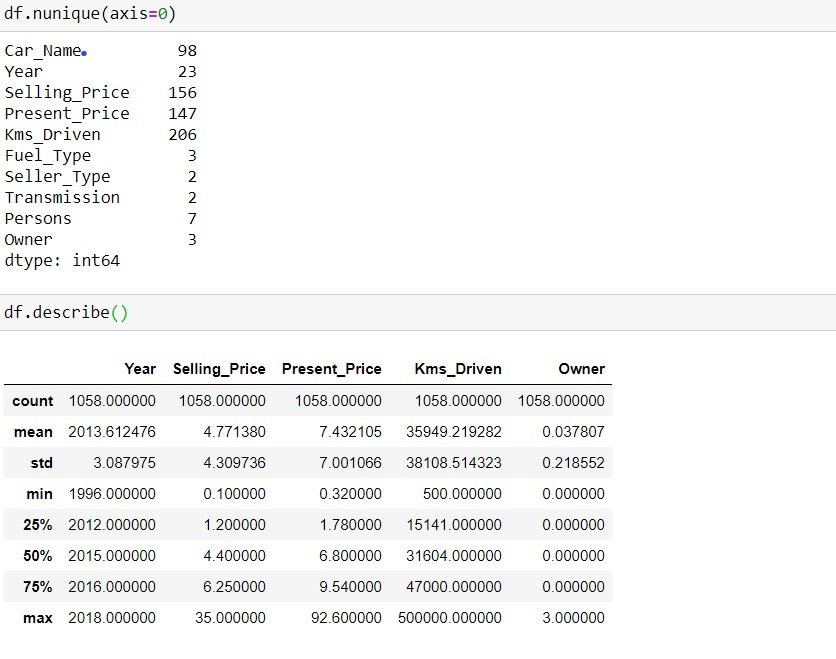 df.nunique(axis=0)
Car_Name 98
Year 23
Selling_Price 156
Present_Price 147
Kms_Driven 206
Fuel_Type 3
Seller_Type 2
Transmission 2
Persons 7
Owner 3
dtype: int64
df.describe()
Year Selling_Price Present_Price Kms_Driven Owner
count 1058.000000 1058.000000 1058.000000 1058.000000 1058.000000
mean 2013.612476 4.771380 7.432105 35949.219282 0.037807
std 3.087975 4.309736 7.001066 38108.514323 0.218552
min 1996.000000 0.100000 0.320000 500.000000 0.000000
25% 2012.000000 1.200000 1.780000 15141.000000 0.000000
50% 2015.000000 4.400000 6.800000 31604.000000 0.000000
75% 2016.000000 6.250000 9.540000 47000.000000 0.000000
max 2018.000000 35.000000 92.600000 500000.000000 3.000000